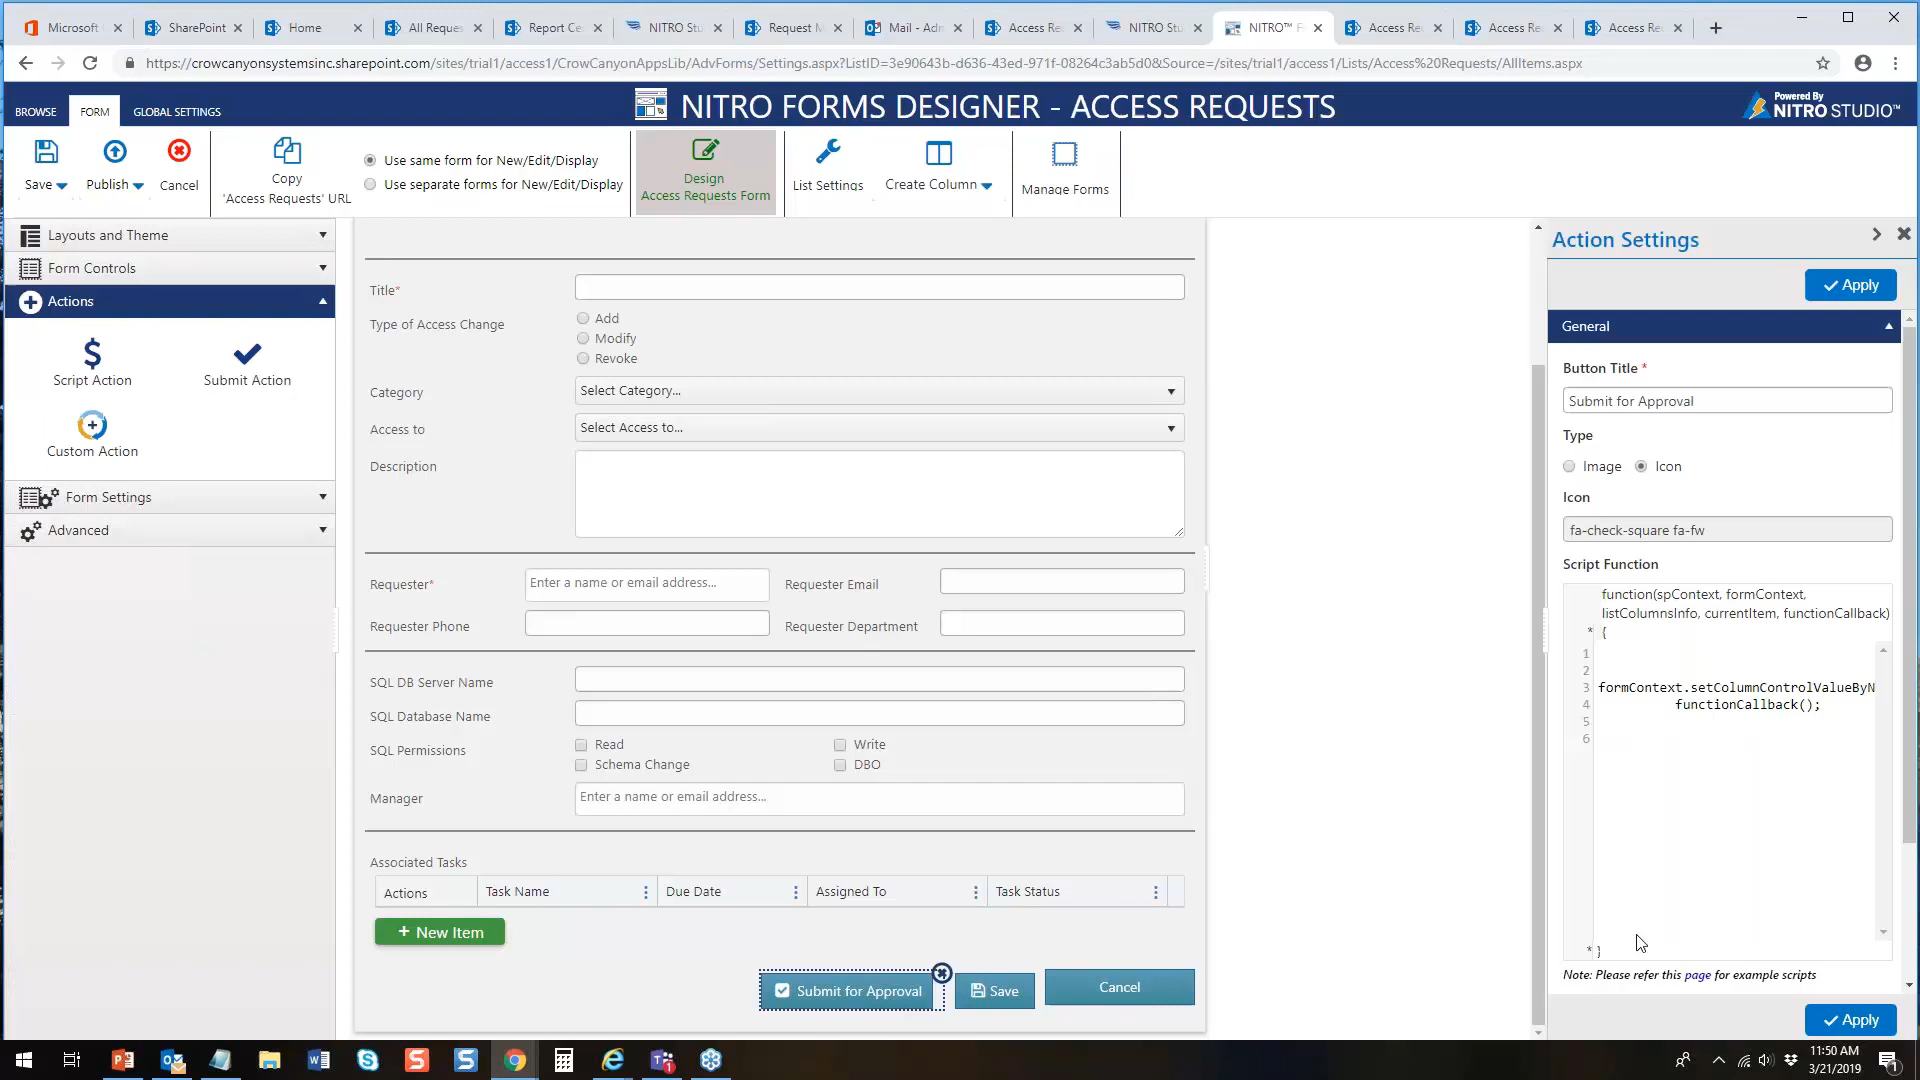 Microsoft
SharePoint
Home
All Reques
Report Ce
NITRO Stu
Request M
Mail - Adm
Access Re
NITRO Stu
NITRO™ F
Access Re
Access Re
Access Re
https://crowcanyonsystemsinc.sharepoint.com/sites/trial1/access1/CrowCanyonAppsLib/AdvForms/Settings.aspx?ListID=3e90643b-d636-43ed-971f-08264c3ab5d0&Source=/sites/trial1/access1/Lists/Access%20Requests/AllItems.aspx
BROWSE
FORM
GLOBAL SETTINGS
NITRO FORMS DESIGNER - ACCESS REQUESTS
Powered By
NITRO STUDIO™
Save
Publish
Cancel
Copy
'Access Requests' URL
Use same form for New/Edit/Display
Use separate forms for New/Edit/Display
Design
Access Requests Form
List Settings
Create Column
Manage Forms
Layouts and Theme
Form Controls
Actions
Script Action
Submit Action
Custom Action
Form Settings
Advanced
Title*
Type of Access Change
Add
Modify
Revoke
Category
Select Category...
Access to
Select Access to...
Description
Requester*
Enter a name or email address...
Requester Email
Requester Phone
Requester Department
SQL DB Server Name
SQL Database Name
SQL Permissions
Read
Write
Schema Change
DBO
Manager
Enter a name or email address...
Associated Tasks
Actions
Task Name
Due Date
Assigned To
Task Status
+ New Item
Submit for Approval
Save
Cancel
Action Settings
Apply
General
Button Title *
Submit for Approval
Type
Image
Icon
Icon
fa-check-square fa-fw
Script Function
function(spContext, formContext,
listColumnsInfo, currentItem, functionCallback)
* {
1
2
3 formContext.setColumnControlValueByN
4 functionCallback();
5
6
* }
Note: Please refer this page for example scripts
Apply
11:50 AM
3/21/2019